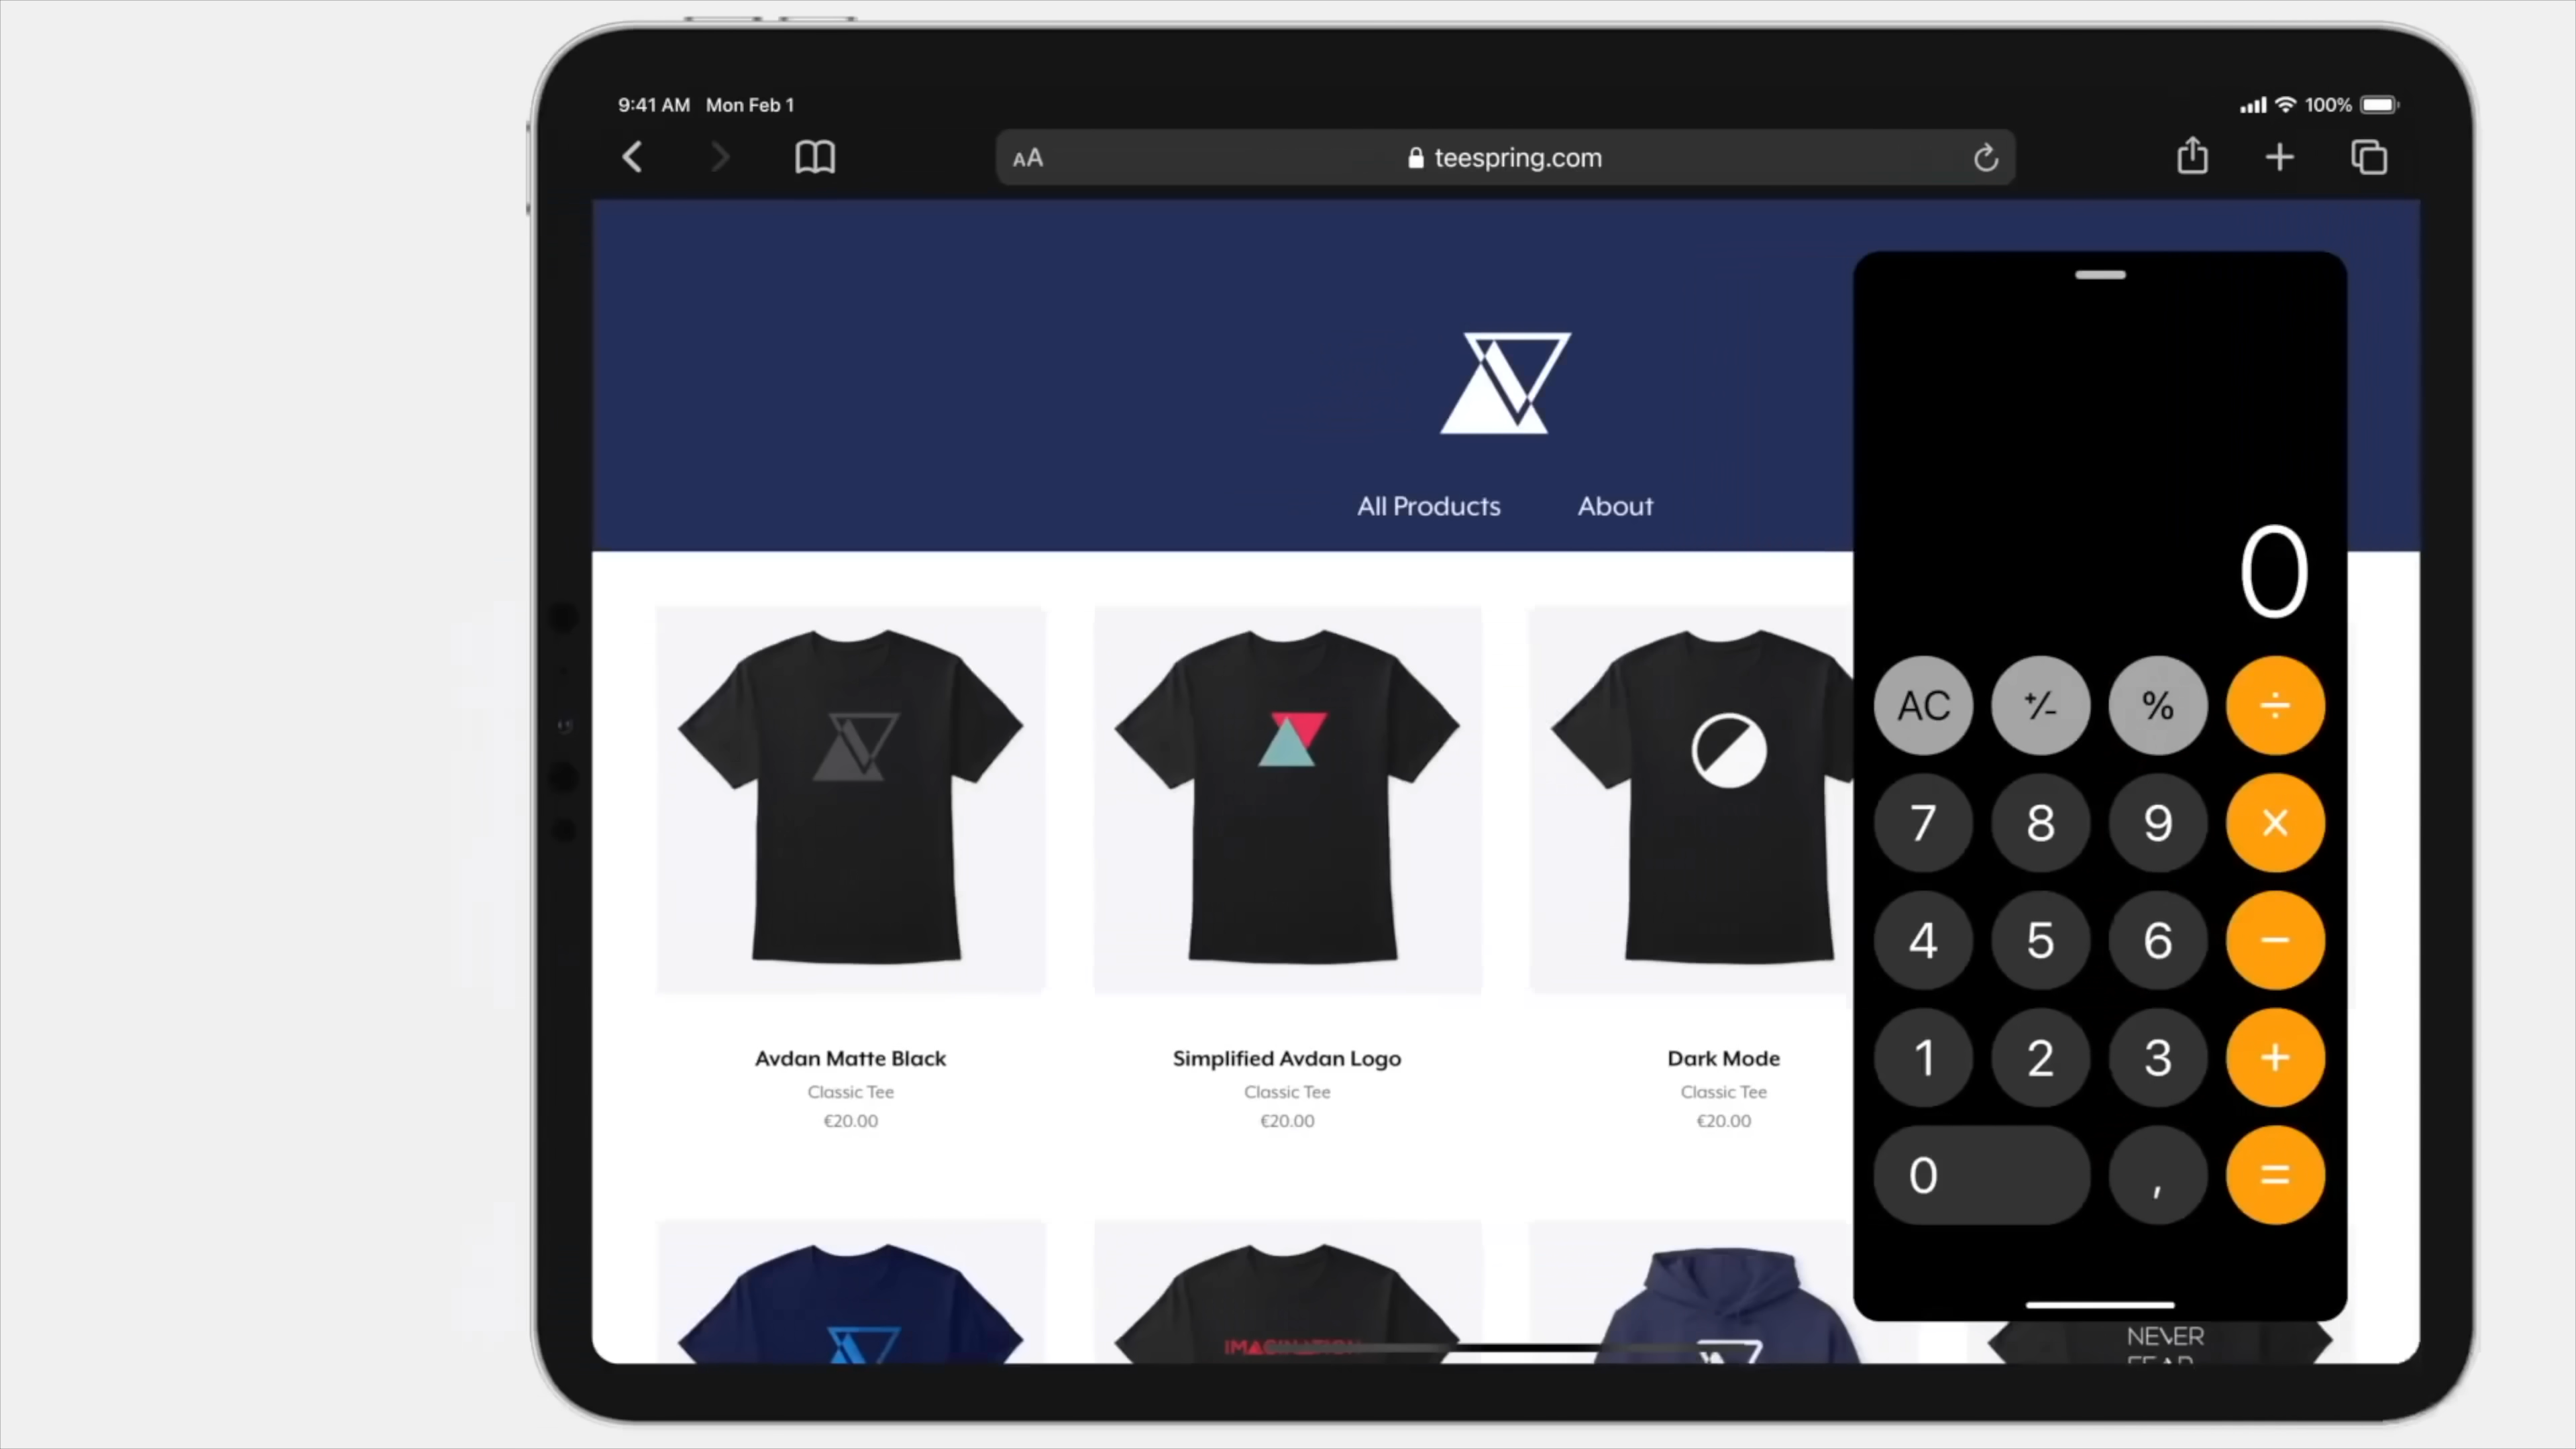 9:41 AM Mon Feb 1
100%
AA
teespring.com
All Products
About
0
AC
+/-
%
÷
7
8
9
×
4
5
6
−
1
2
3
+
0
,
=
Avdan Matte Black
Classic Tee
€20.00
Simplified Avdan Logo
Classic Tee
€20.00
Dark Mode
Classic Tee
€20.00
IMAGINATION
NEVER